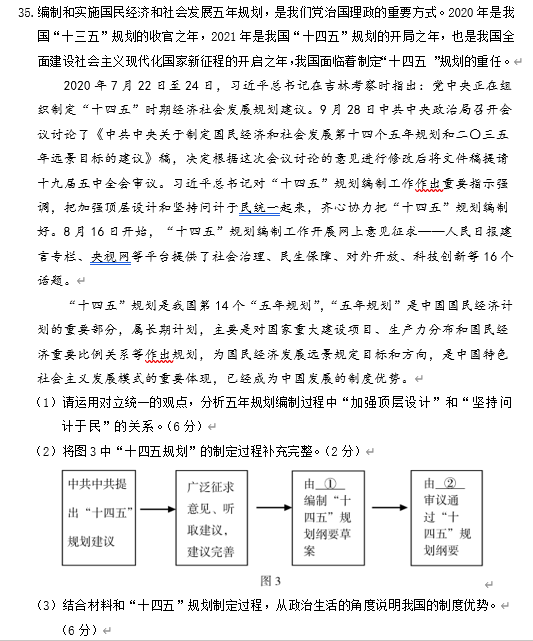 35. 编制和实施国民经济和社会发展五年规划，是我们党治国理政的重要方式。2020 年是我
国“十三五”规划的收官之年，2021 年是我国“十四五”规划的开局之年，也是我国全
面建设社会主义现代化国家新征程的开启之年，我国面临着制定“十四五 ”规划的重任。
2020 年 7 月 22 日至 24 日，习近平总书记在吉林考察时指出：党中央正在组
织制定“十四五”时期经济社会发展规划建议。9 月 28 日中共中央政治局召开会
议讨论了《中共中央关于制定国民经济和社会发展第十四个五年规划和二〇三五
年远景目标的建议》稿，决定根据这次会议讨论的意见进行修改后将文件稿提请
十九届五中全会审议。习近平总书记对“十四五”规划编制工作作出重要指示强
调，把加强顶层设计和坚持问计于民统一起来，齐心协力把“十四五”规划编制
好。8 月 16 日开始，“十四五”规划编制工作开展网上意见征求——人民日报建
言专栏、央视网等平台提供了社会治理、民生保障、对外开放、科技创新等 16 个
话题。
“十四五”规划是我国第 14 个“五年规划”，“五年规划”是中国国民经济计
划的重要部分，属长期计划，主要是对国家重大建设项目、生产力分布和国民经
济重要比例关系等作出规划，为国民经济发展远景规定目标和方向，是中国特色
社会主义发展模式的重要体现，已经成为中国发展的制度优势。
（1）请运用对立统一的观点，分析五年规划编制过程中“加强顶层设计”和“坚持问
计于民”的关系。（6 分）
（2）将图 3 中“十四五规划”的制定过程补充完整。（2 分）
中共中共提
出“十四五”
规划建议
广泛征求
意见、听
取建议，
建议完善
由 ①
编制“十
四五”规
划纲要草
案
由 ②
审议通
过“十
四五”规
划纲要
图 3
（3）结合材料和“十四五”规划制定过程，从政治生活的角度说明我国的制度优势。
（6 分）